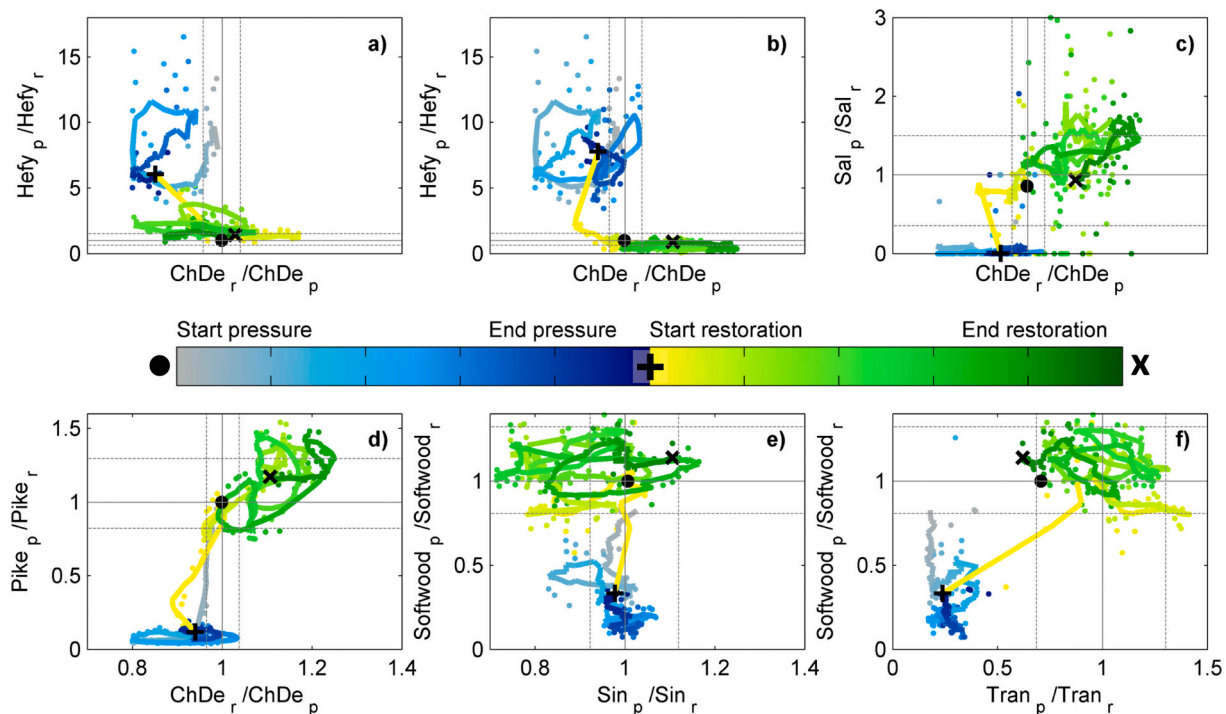 a)
15
10
5
0
Hefy p /Hefy r
ChDe r /ChDe p
b)
15
10
5
0
Hefy p /Hefy r
ChDe r /ChDe p
c)
3
2
1
0
Sal p /Sal r
ChDe r /ChDe p
Start pressure End pressure Start restoration End restoration
d)
1.5
1
0.5
0
Pike p /Pike r
0.8 1 1.2 1.4
ChDe r /ChDe p
e)
1
0.5
0
Softwood p /Softwood r
0.8 1 1.2 1.4
Sin p /Sin r
f)
1
0.5
0
Softwood p /Softwood r
0 0.5 1 1.5
Tran p /Tran r